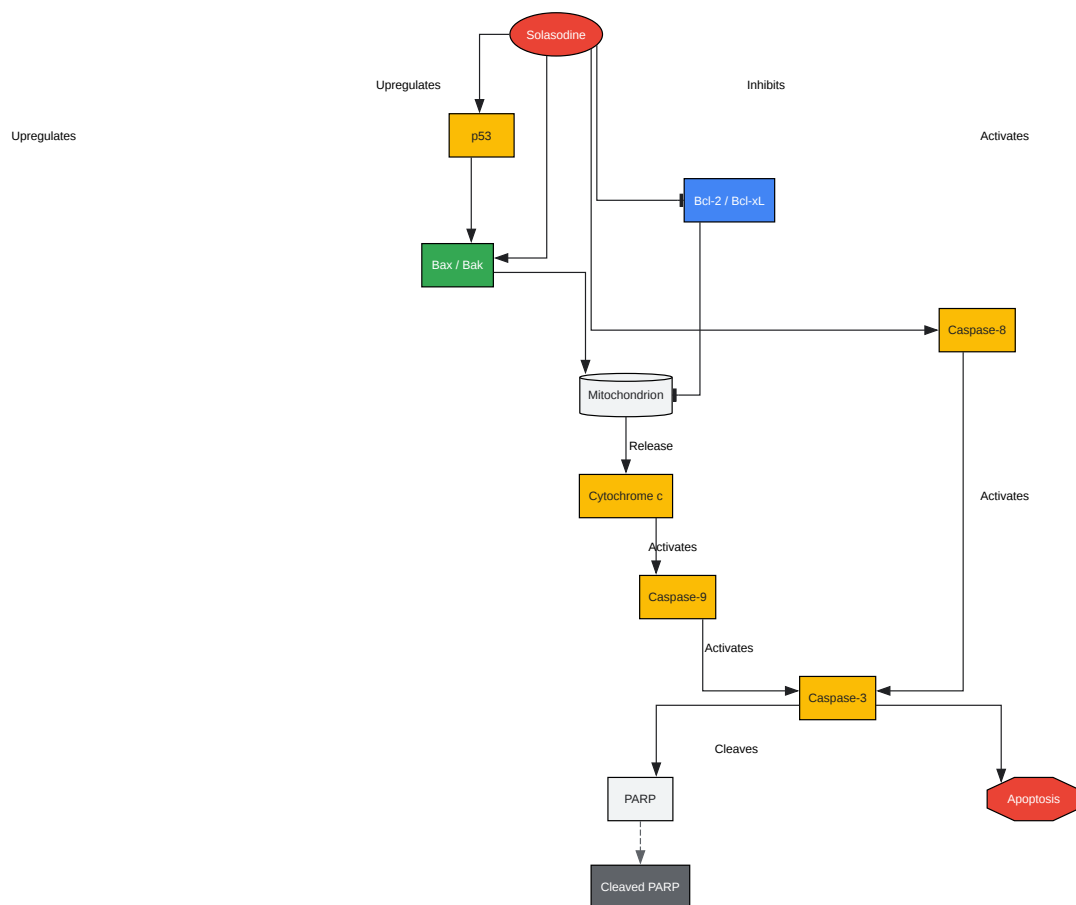 Solasodine
Upregulates
Inhibits
Upregulates
p53
Activates
Bcl-2 / Bcl-xL
Bax / Bak
Caspase-8
Mitochondrion
Release
Cytochrome c
Activates
Activates
Caspase-9
Activates
Caspase-3
Cleaves
PARP
Apoptosis
Cleaved PARP